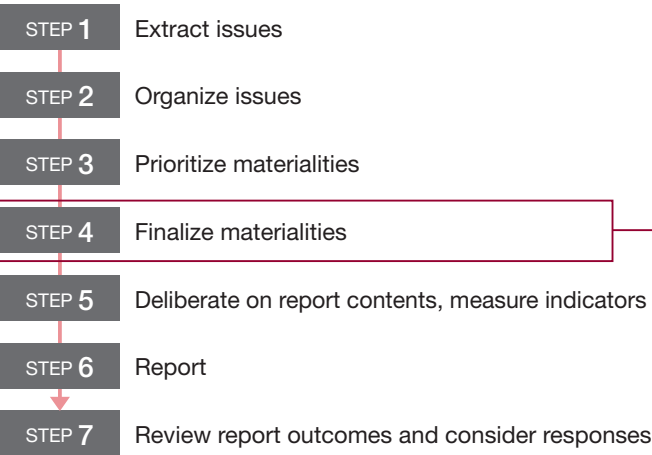 STEP 1 Extract issues
STEP 2 Organize issues
STEP 3 Prioritize materialities
STEP 4 Finalize materialities
STEP 5 Deliberate on report contents, measure indicators
STEP 6 Report
STEP 7 Review report outcomes and consider responses